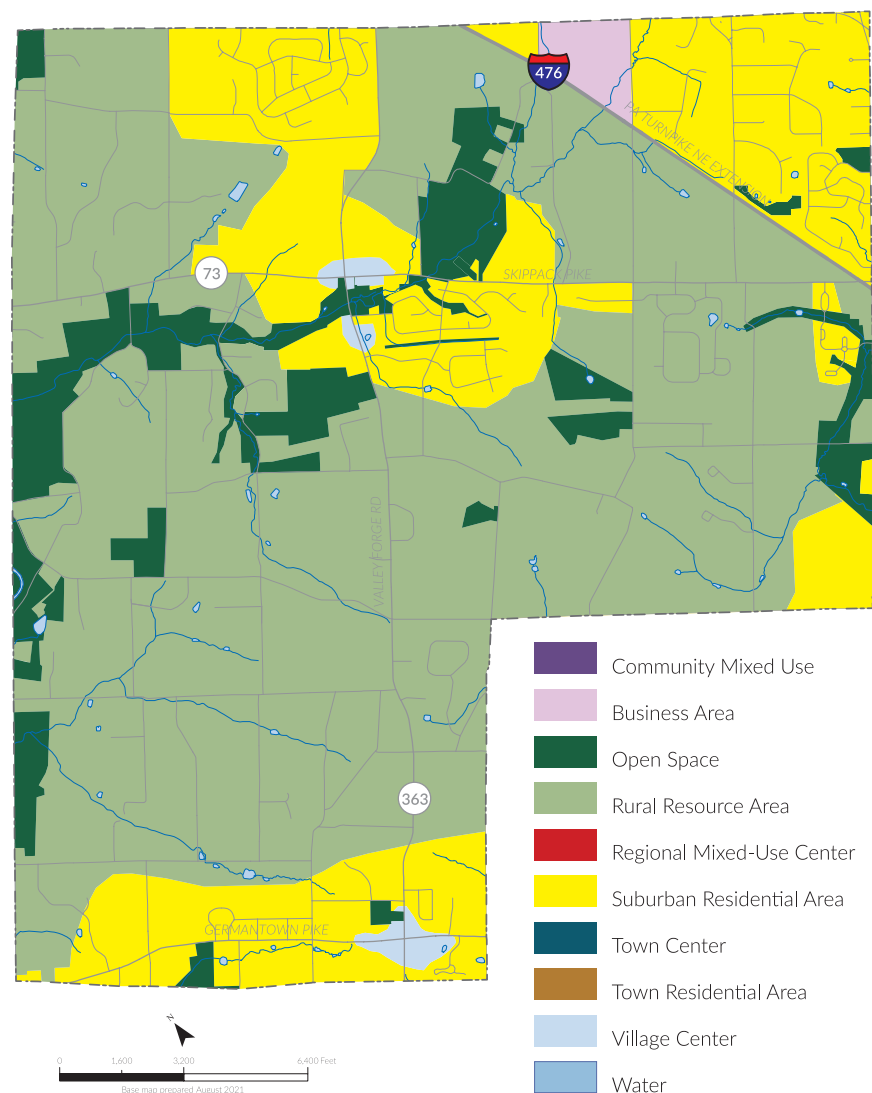 476
PA TURNPIKE NE EXTENSION
73
SKIPPACK PIKE
VALLEY FORGE RD
363
GERMANTOWN PIKE
Community Mixed Use
Business Area
Open Space
Rural Resource Area
Regional Mixed-Use Center
Suburban Residential Area
Town Center
Town Residential Area
Village Center
Water
N
0 1,600 3,200 6,400 Feet
Base map prepared August 2021